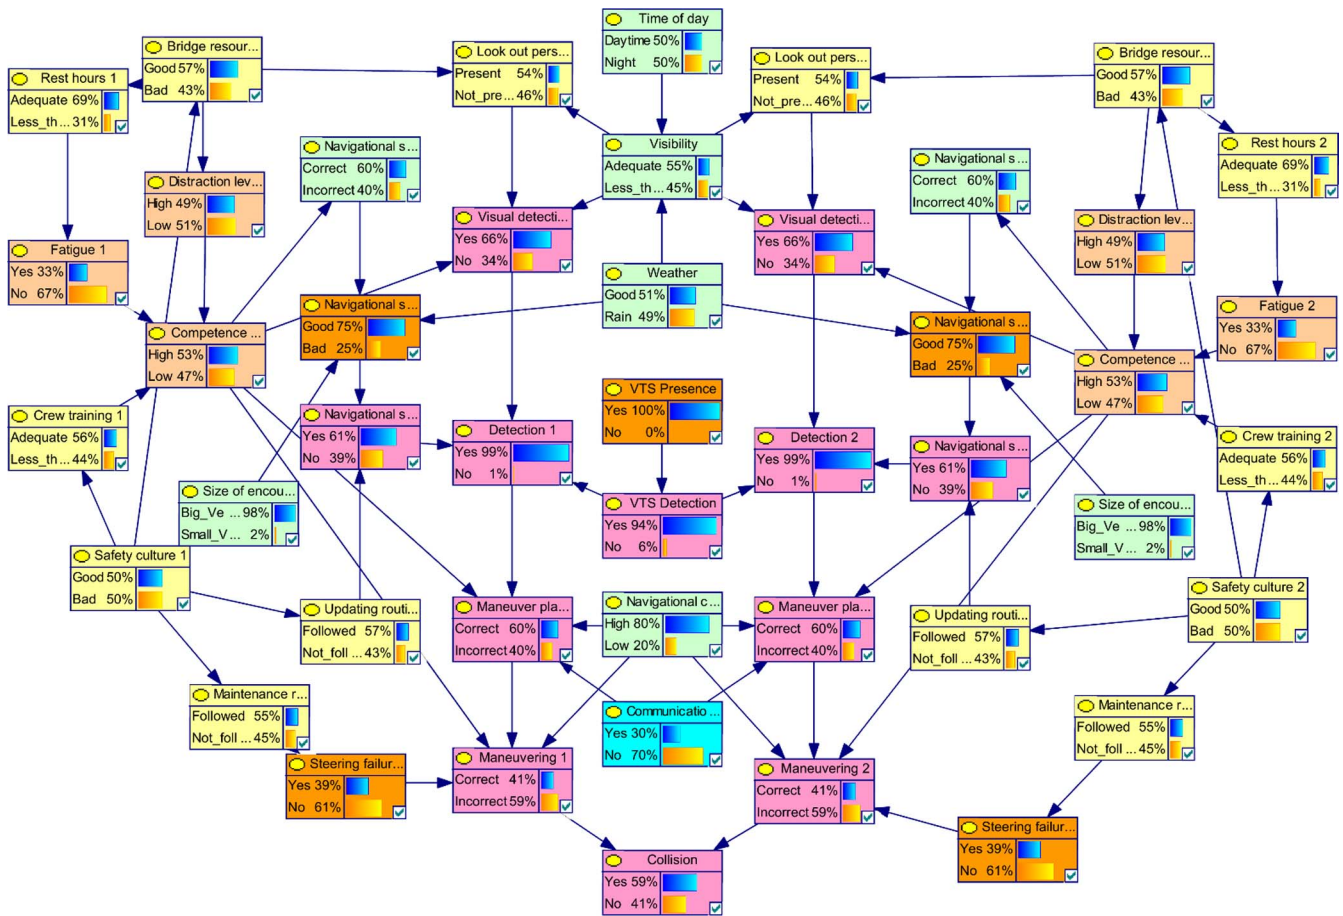 Time of day
Daytime 50%
Night 50%
Bridge resour...
Good 57%
Bad 43%
Look out pers...
Present 54%
Not_pre... 46%
Look out pers...
Present 54%
Not_pre... 46%
Bridge resour...
Good 57%
Bad 43%
Rest hours 1
Adequate 69%
Less_th ... 31%
Navigational s...
Correct 60%
Incorrect 40%
Visibility
Adequate 55%
Less_th ... 45%
Navigational s...
Correct 60%
Incorrect 40%
Rest hours 2
Adequate 69%
Less_th ... 31%
Distraction lev...
High 49%
Low 51%
Visual detecti...
Yes 66%
No 34%
Visual detecti...
Yes 66%
No 34%
Distraction lev...
High 49%
Low 51%
Fatigue 1
Yes 33%
No 67%
Weather
Good 51%
Rain 49%
Fatigue 2
Yes 33%
No 67%
Navigational s...
Good 75%
Bad 25%
Navigational s...
Good 75%
Bad 25%
Competence ...
High 53%
Low 47%
Competence ...
High 53%
Low 47%
VTS Presence
Yes 100%
No 0%
Crew training 1
Adequate 56%
Less_th... 44%
Navigational s...
Yes 61%
No 39%
Detection 1
Yes 99%
No 1%
Detection 2
Yes 99%
No 1%
Navigational s...
Yes 61%
No 39%
Crew training 2
Adequate 56%
Less_th ... 44%
Size of encou...
Big_Ve ... 98%
Small_V... 2%
VTS Detection
Yes 94%
No 6%
Size of encou...
Big_Ve ... 98%
Small_V... 2%
Safety culture 1
Good 50%
Bad 50%
Safety culture 2
Good 50%
Bad 50%
Updating routi...
Followed 57%
Not_foll ... 43%
Maneuver pla...
Correct 60%
Incorrect 40%
Navigational c...
High 80%
Low 20%
Maneuver pla...
Correct 60%
Incorrect 40%
Updating routi...
Followed 57%
Not_foll ... 43%
Maintenance r...
Followed 55%
Not_foll ... 45%
Communicatio ...
Yes 30%
No 70%
Maintenance r...
Followed 55%
Not_foll ... 45%
Steering failur...
Yes 39%
No 61%
Maneuvering 1
Correct 41%
Incorrect 59%
Maneuvering 2
Correct 41%
Incorrect 59%
Steering failur...
Yes 39%
No 61%
Collision
Yes 59%
No 41%